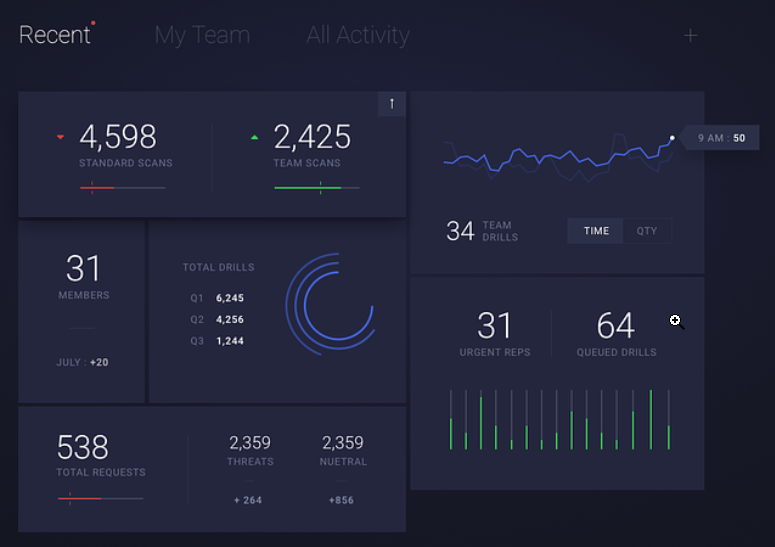 Recent
My Team
All Activity
4,598
STANDARD SCANS
2,425
TEAM SCANS
9 AM : 50
34 TEAM DRILLS
TIME
QTY
31
MEMBERS
JULY : +20
TOTAL DRILLS
Q1 6,245
Q2 4,256
Q3 1,244
31
URGENT REPS
64
QUEUED DRILLS
538
TOTAL REQUESTS
2,359
THREATS
+ 264
2,359
NUETRAL
+856